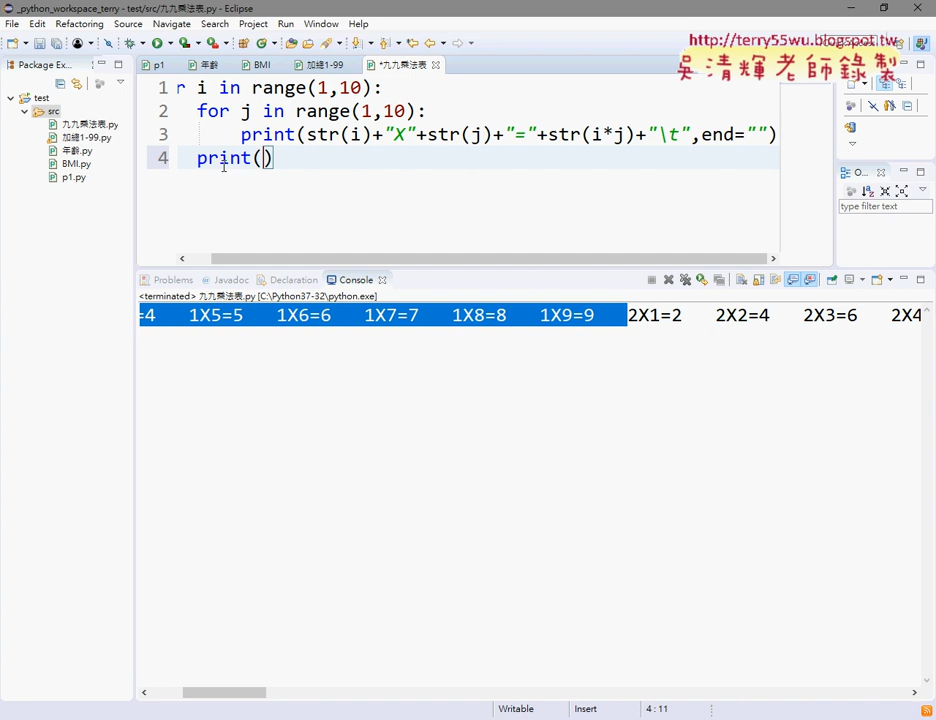 _python_workspace_terry - test/src/九九乘法表.py - Eclipse
File Edit Refactoring Source Navigate Search Project Run Window Help
http://terry55wu.blogspot.tw
吳清輝老師錄製
Package Ex...
p1
年齡
BMI
加總1-99
*九九乘法表
test
src
九九乘法表.py
加總1-99.py
年齡.py
BMI.py
p1.py
1 r i in range(1,10):
2 for j in range(1,10):
3 print(str(i)+"X"+str(j)+"="+str(i*j)+"\t",end="")
4 print()
O...
type filter text
Problems Javadoc Declaration Console
<terminated> 九九乘法表.py [C:\Python37-32\python.exe]
=4 1X5=5 1X6=6 1X7=7 1X8=8 1X9=9 2X1=2 2X2=4 2X3=6 2X4
Writable Insert 4 : 11